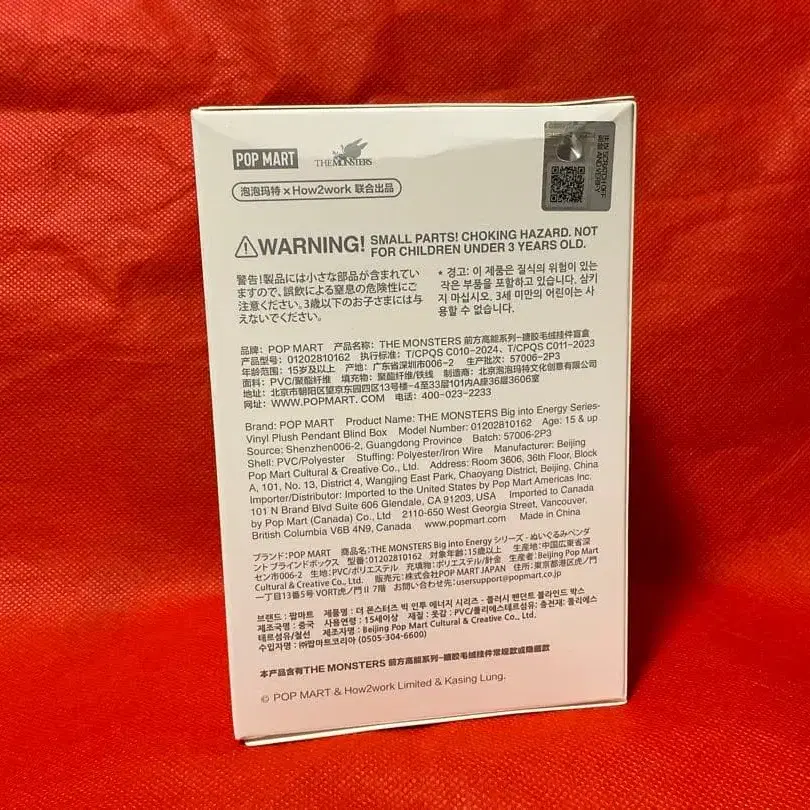 POP MART
THE MONSTERS
泡泡玛特 × How2work 联合出品
防伪 SCRATCH OFF
刮開 AND VERIFY
WARNING! SMALL PARTS! CHOKING HAZARD. NOT
FOR CHILDREN UNDER 3 YEARS OLD.
警告!製品には小さな部品が含まれてい
ますので、誤飲による窒息の危険性にご
注意ください。3歳以下のお子さまには与
えないでください。
* 경고: 이 제품은 질식의 위험이 있는
작은 부품을 포함하고 있습니다. 삼키
지 마십시오. 3세 미만의 어린이는 사
용할 수 없습니다.
品牌：POP MART 产品名称：THE MONSTERS 前方高能系列-搪胶毛绒挂件盲盒
产品型号：01202810162 执行标准：T/CPQS C010-2024、T/CPQS C011-2023
年龄范围：15岁及以上 产地：广东省深圳市006-2 生产批次：57006-2P3
面料：PVC/聚酯纤维 填充物：聚酯纤维/铁线 制造商：北京泡泡玛特文化创意有限公司
地址：北京市朝阳区望京东园四区13号楼-4至33层101内A座36层3606室
网址：WWW.POPMART.COM 电话：400-023-2233
Brand: POP MART Product Name: THE MONSTERS Big into Energy Series-
Vinyl Plush Pendant Blind Box Model Number: 01202810162 Age: 15 & up
Source: Shenzhen006-2, Guangdong Province Batch: 57006-2P3
Shell: PVC/Polyester Stuffing: Polyester/Iron Wire Manufacturer: Beijing
Pop Mart Cultural & Creative Co., Ltd. Address: Room 3606, 36th Floor, Block
A, 101, No. 13, District 4, Wangjing East Park, Chaoyang District, Beijing, China
Importer/Distributor: Imported to the United States by Pop Mart Americas Inc.
101 N Brand Blvd Suite 606 Glendale, CA 91203, USA Imported to Canada
by Pop Mart (Canada) Co., Ltd 2110-650 West Georgia Street, Vancouver,
British Columbia V6B 4N9, Canada www.popmart.com Made in China
ブランド：POP MART 商品名：THE MONSTERS Big into Energy シリーズ - ぬいぐるみペンダ
ント ブラインドボックス 型番：01202810162 対象年齢：15歳以上 生産地：中国広東省深
セン市006-2 生地：PVC/ポリエステル 充填物：ポリエステル/針金 生産者：Beijing Pop Mart
Cultural & Creative Co., Ltd. 販売元：株式会社POP MART JAPAN 住所：東京都港区虎ノ門
一丁目13番5号 VORT虎ノ門Ⅱ 7階 お問い合わせ先：usersupport@popmart.co.jp
브랜드 : 팝마트 제품명 : 더 몬스터즈 빅 인투 에너지 시리즈 - 플러시 펜던트 블라인드 박스
제조국명 : 중국 사용연령 : 15세이상 재질 : 옷감 : PVC/폴리에스테르섬유; 충전재: 폴리에스
테르섬유/철선 제조자명 : Beijing Pop Mart Cultural & Creative Co., Ltd.
수입자명 : ㈜팝마트코리아 (0505-304-6600)
本产品含有THE MONSTERS 前方高能系列-搪胶毛绒挂件常规款或隐藏款
© POP MART & How2work Limited & Kasing Lung.